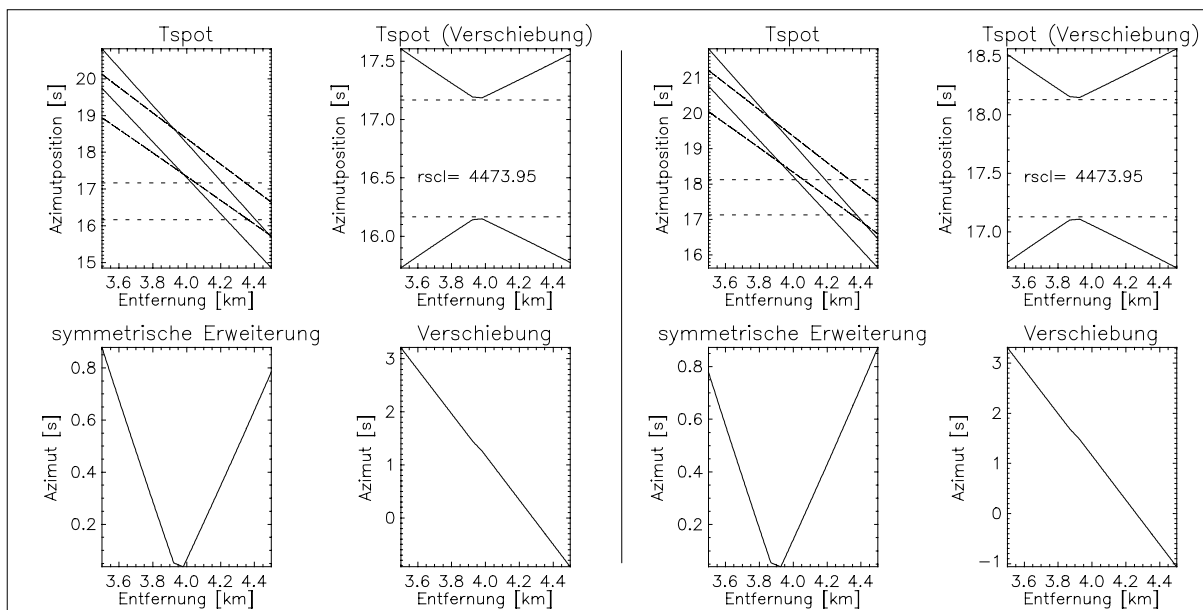 Tspot
Azimutposition [s]
20
19
18
17
16
15
3.6 3.8 4.0 4.2 4.4
Entfernung [km]
Tspot (Verschiebung)
Azimutposition [s]
17.5
17.0
16.5
16.0
rscl= 4473.95
3.6 3.8 4.0 4.2 4.4
Entfernung [km]
Tspot
Azimutposition [s]
21
20
19
18
17
16
3.6 3.8 4.0 4.2 4.4
Entfernung [km]
Tspot (Verschiebung)
Azimutposition [s]
18.5
18.0
17.5
17.0
rscl= 4473.95
3.6 3.8 4.0 4.2 4.4
Entfernung [km]
symmetrische Erweiterung
Azimut [s]
0.8
0.6
0.4
0.2
3.6 3.8 4.0 4.2 4.4
Entfernung [km]
Verschiebung
Azimut [s]
3
2
1
0
3.6 3.8 4.0 4.2 4.4
Entfernung [km]
symmetrische Erweiterung
Azimut [s]
0.8
0.6
0.4
0.2
3.6 3.8 4.0 4.2 4.4
Entfernung [km]
Verschiebung
Azimut [s]
3
2
1
0
−1
3.6 3.8 4.0 4.2 4.4
Entfernung [km]